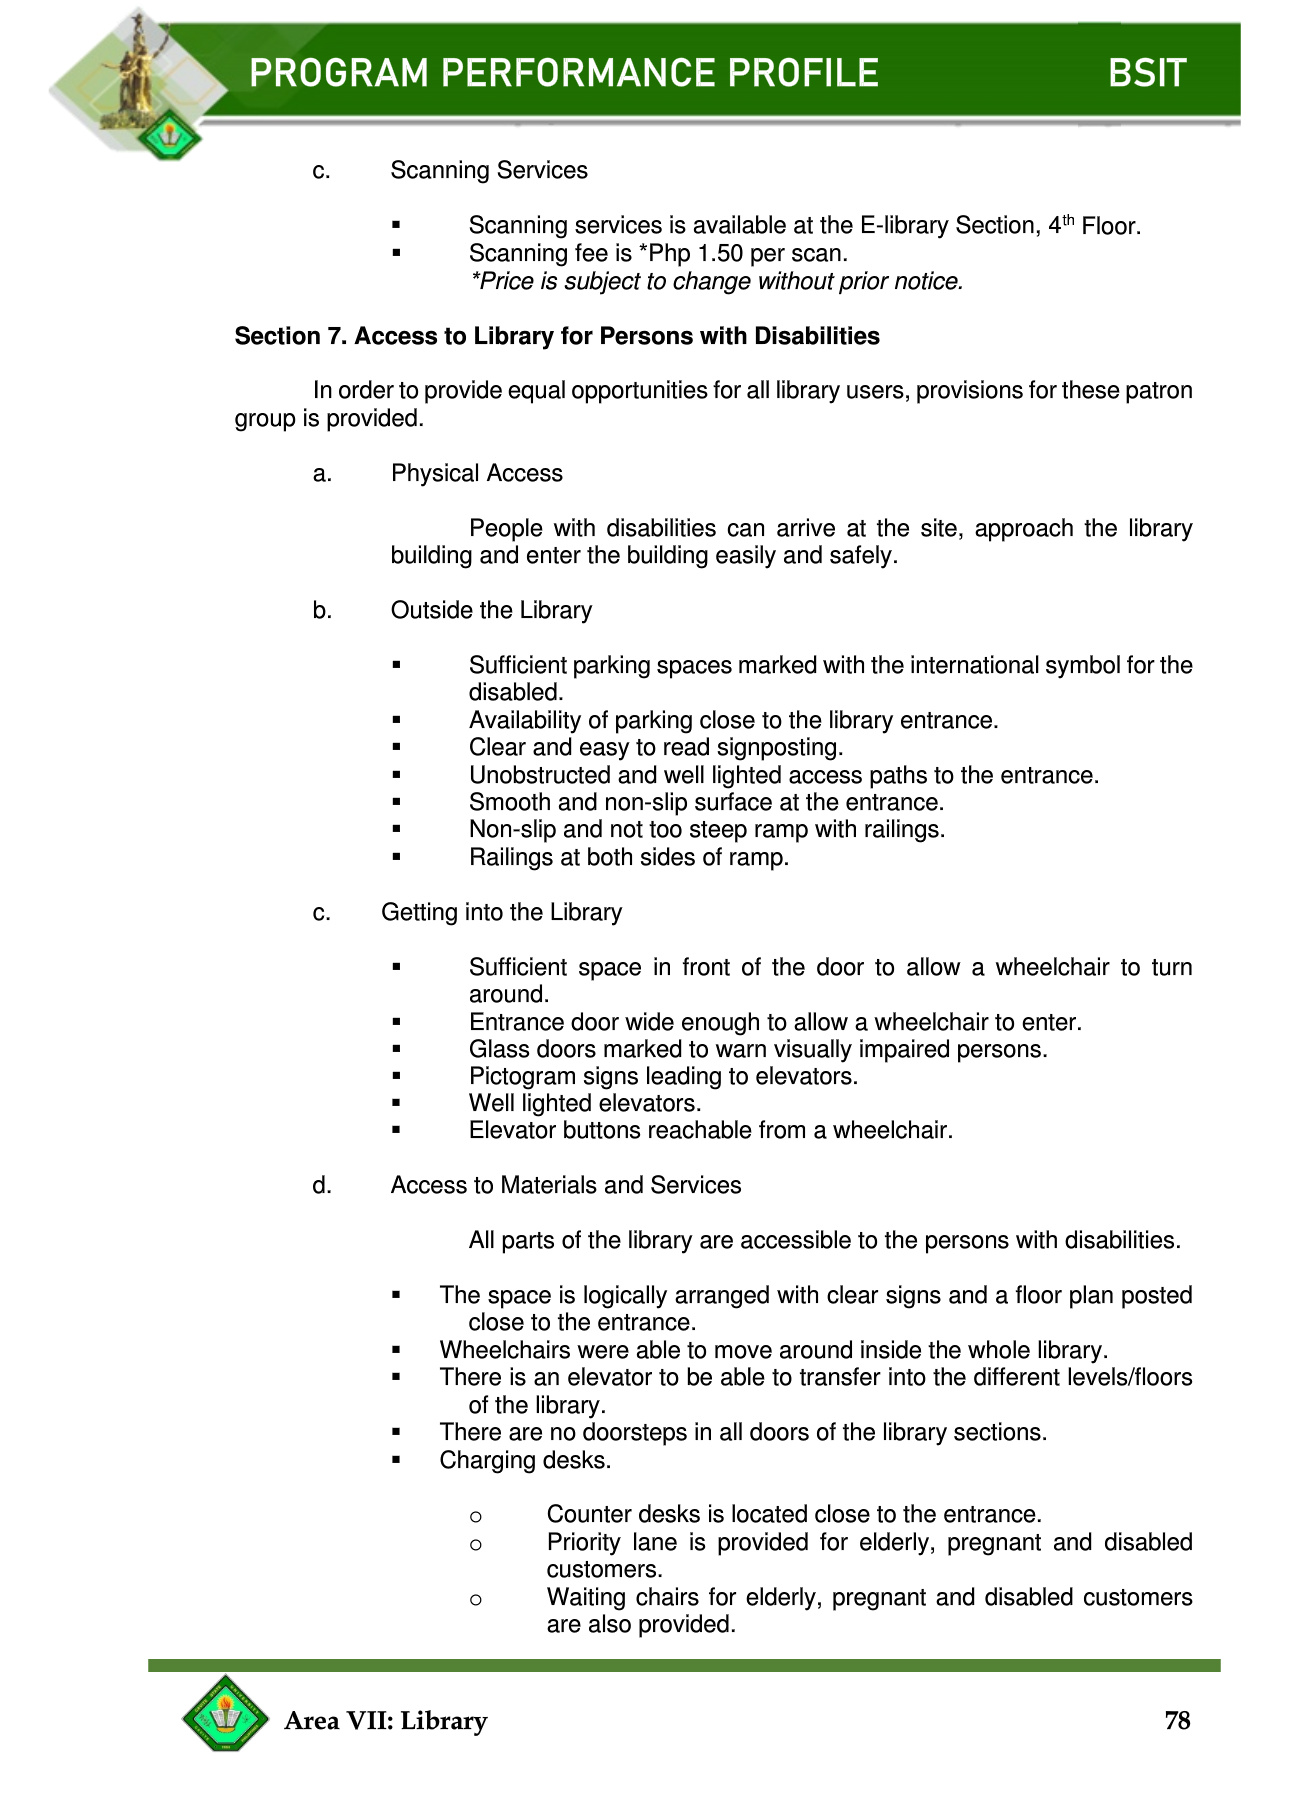 PROGRAM PERFORMANCE PROFILE BSIT
c. Scanning Services
▪ Scanning services is available at the E-library Section, 4th Floor.
▪ Scanning fee is *Php 1.50 per scan.
*Price is subject to change without prior notice.
Section 7. Access to Library for Persons with Disabilities
In order to provide equal opportunities for all library users, provisions for these patron
group is provided.
a. Physical Access
People with disabilities can arrive at the site, approach the library
building and enter the building easily and safely.
b. Outside the Library
▪ Sufficient parking spaces marked with the international symbol for the
disabled.
▪ Availability of parking close to the library entrance.
▪ Clear and easy to read signposting.
▪ Unobstructed and well lighted access paths to the entrance.
▪ Smooth and non-slip surface at the entrance.
▪ Non-slip and not too steep ramp with railings.
▪ Railings at both sides of ramp.
c. Getting into the Library
▪ Sufficient space in front of the door to allow a wheelchair to turn
around.
▪ Entrance door wide enough to allow a wheelchair to enter.
▪ Glass doors marked to warn visually impaired persons.
▪ Pictogram signs leading to elevators.
▪ Well lighted elevators.
▪ Elevator buttons reachable from a wheelchair.
d. Access to Materials and Services
All parts of the library are accessible to the persons with disabilities.
▪ The space is logically arranged with clear signs and a floor plan posted
close to the entrance.
▪ Wheelchairs were able to move around inside the whole library.
▪ There is an elevator to be able to transfer into the different levels/floors
of the library.
▪ There are no doorsteps in all doors of the library sections.
▪ Charging desks.
o Counter desks is located close to the entrance.
o Priority lane is provided for elderly, pregnant and disabled
customers.
o Waiting chairs for elderly, pregnant and disabled customers
are also provided.
Area VII: Library 78